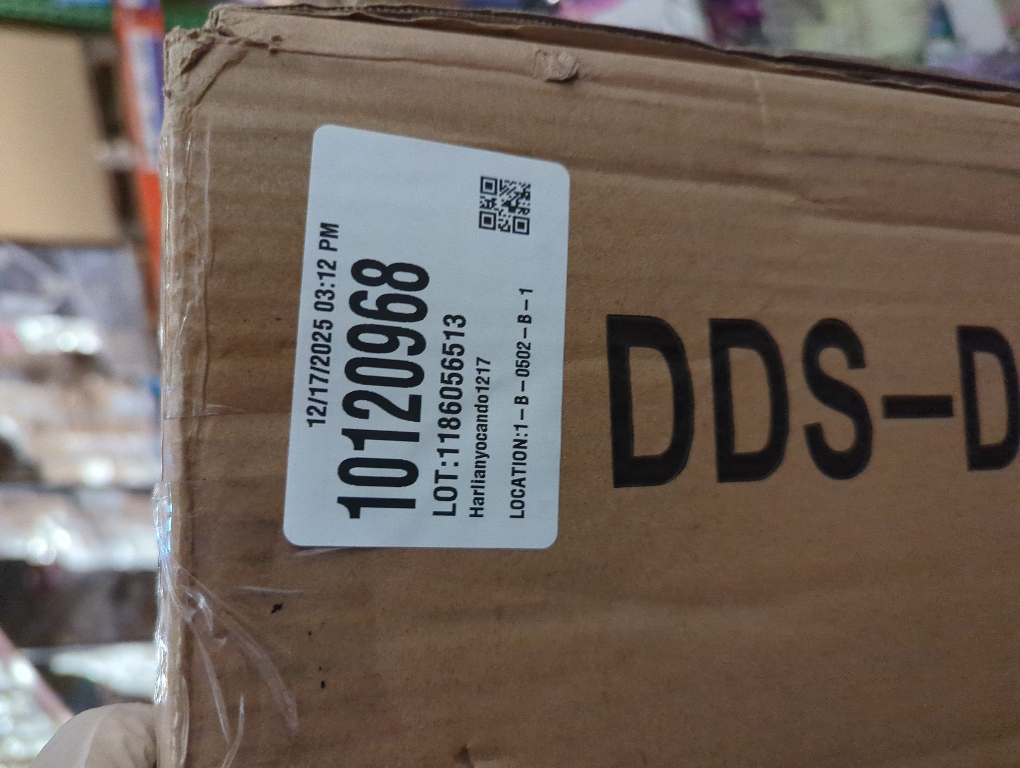 12/17/2025 03:12 PM
10120968
LOT:1186056513
Harlianyocando1217
LOCATION:1-B-0502-B-1
DDS-D